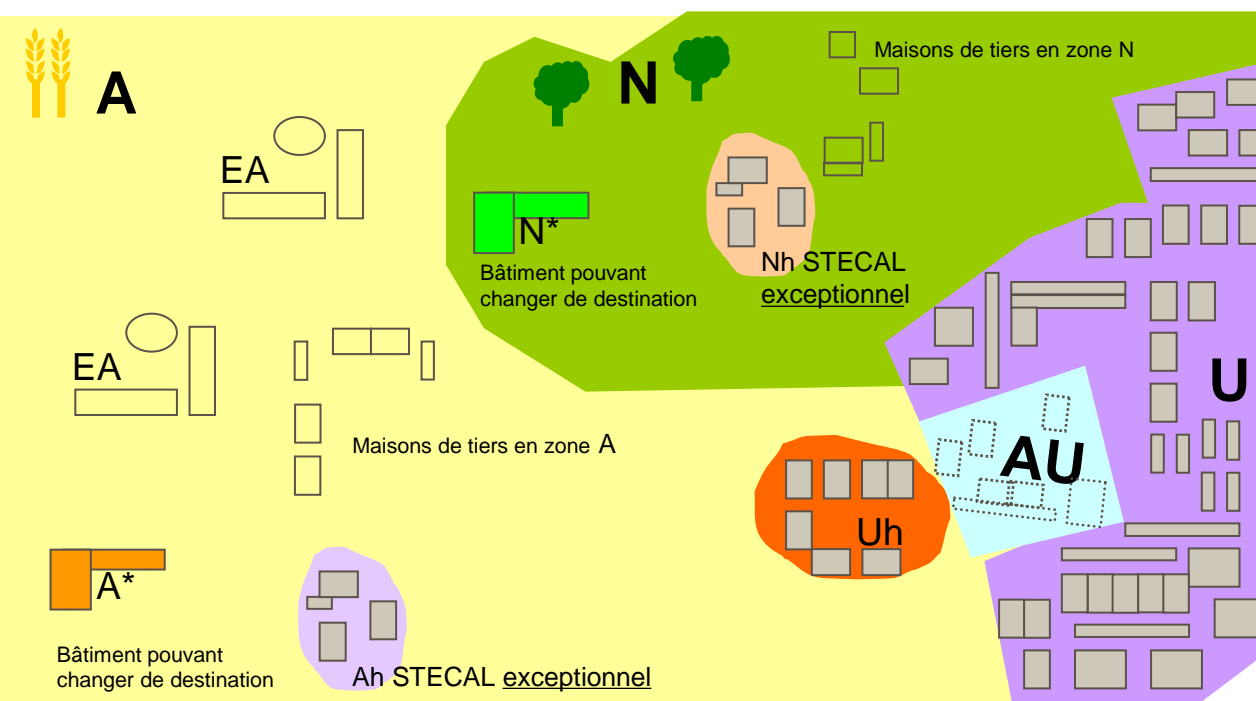 A
N
Maisons de tiers en zone N
EA
N*
Bâtiment pouvant
changer de destination
Nh STECAL
exceptionnel
EA
Maisons de tiers en zone A
U
AU
Uh
A*
Bâtiment pouvant
changer de destination
Ah STECAL exceptionnel